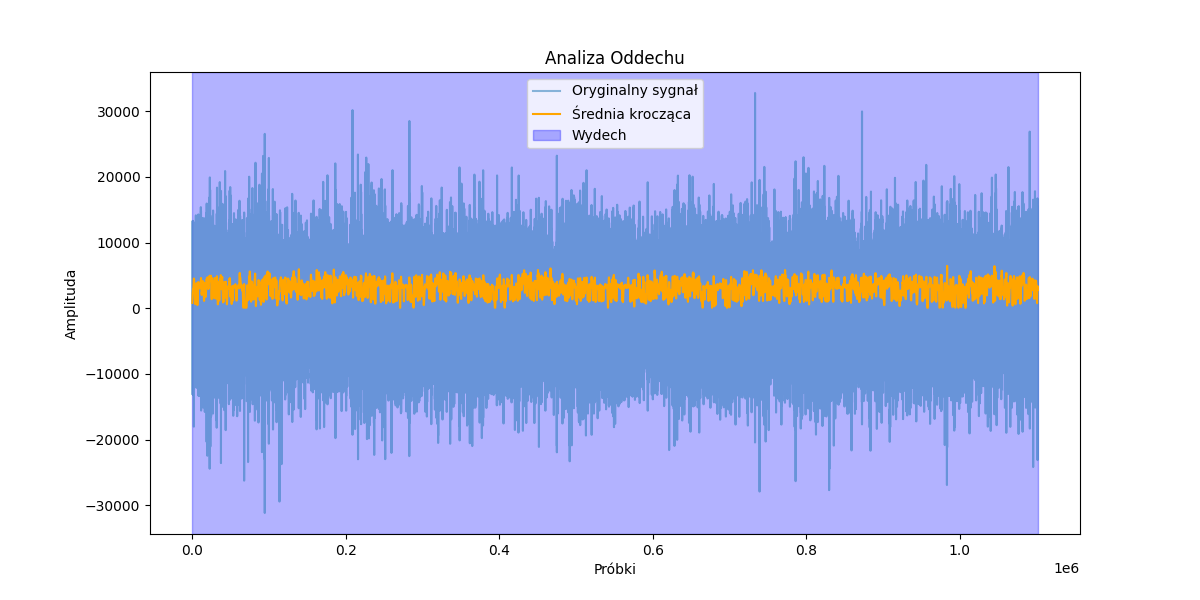 Analiza Oddechu
Oryginalny sygnał
Średnia krocząca
Wydech
30000
20000
10000
0
−10000
−20000
−30000
Amplituda
0.0 0.2 0.4 0.6 0.8 1.0
1e6
Próbki